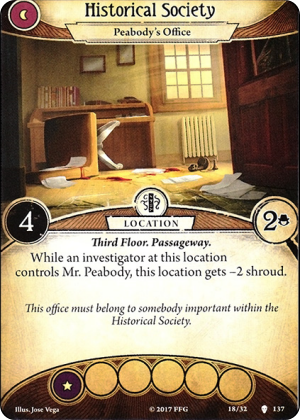 Historical Society
Peabody's Office
4
LOCATION
2
Third Floor. Passageway.
While an investigator at this location
controls Mr. Peabody, this location gets –2 shroud.
This office must belong to somebody important within the
Historical Society.
Illus. Jose Vega
© 2017 FFG
18/32
137